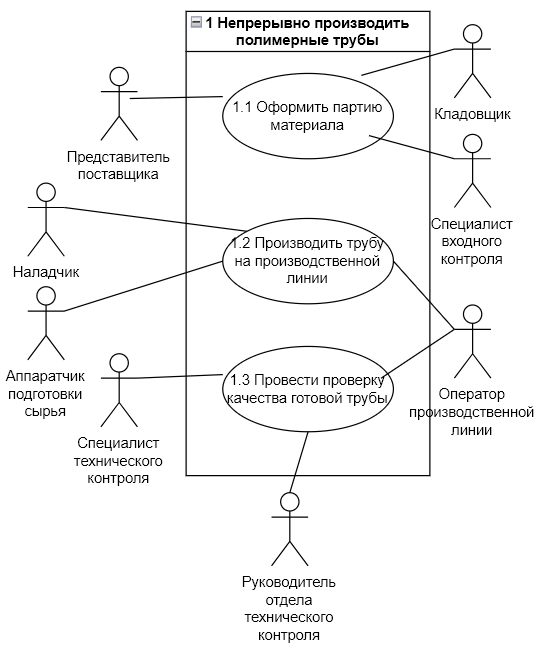 1 Непрерывно производить
полимерные трубы
Кладовщик
1.1 Оформить партию
материала
Представитель
поставщика
Специалист
входного
контроля
Наладчик
1.2 Производить трубу
на производственной
линии
Аппаратчик
подготовки
сырья
1.3 Провести проверку
качества готовой трубы
Оператор
производственной
линии
Специалист
технического
контроля
Руководитель
отдела
технического
контроля